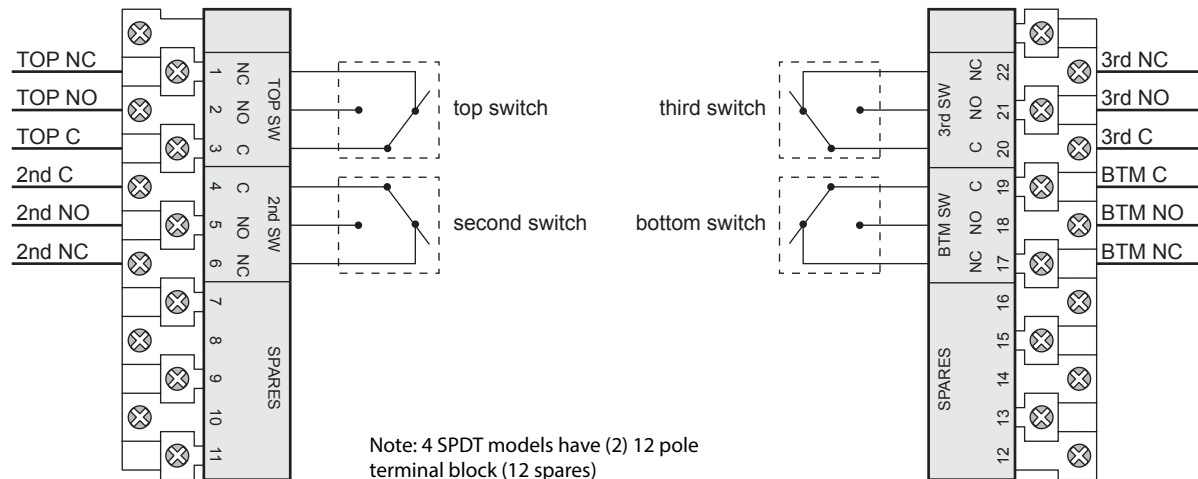 TOP NC
TOP NO
TOP C
2nd C
2nd NO
2nd NC
1 NC
2 NO
3 C
TOP SW
4 C
5 NO
6 NC
2nd SW
7
8
9
10
11
SPARES
top switch
second switch
third switch
bottom switch
NC 22
NO 21
C 20
3rd SW
C 19
NO 18
NC 17
BTM SW
16
15
14
13
12
SPARES
3rd NC
3rd NO
3rd C
BTM C
BTM NO
BTM NC
Note: 4 SPDT models have (2) 12 pole
terminal block (12 spares)